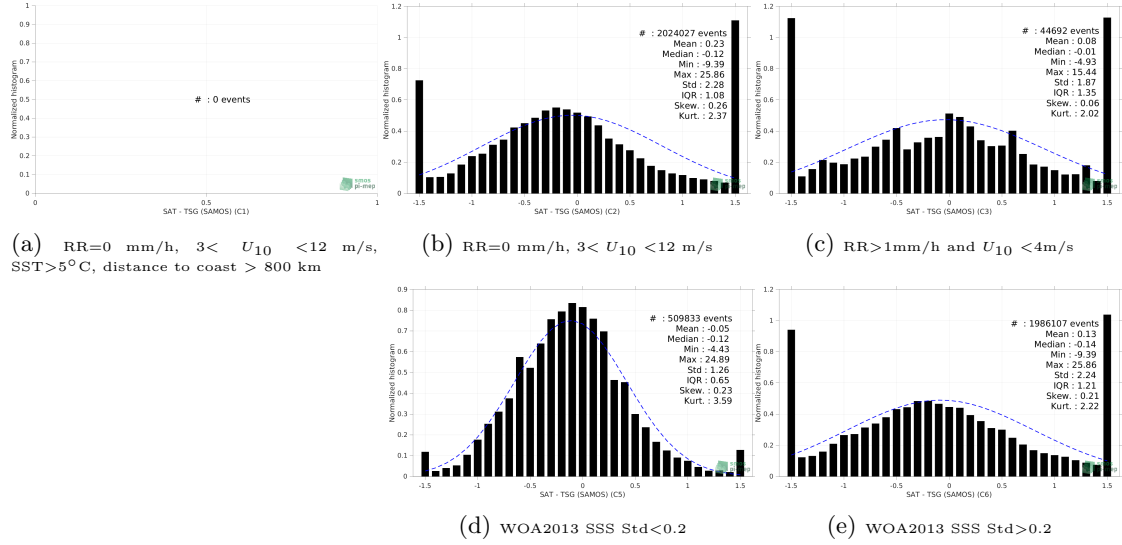 Normalized histogram
1
0.9
0.8
0.7
0.6
0.5
0.4
0.3
0.2
0.1
0
# : 0 events
smos
pi-mep
0 0.5 1
SAT - TSG (SAMOS) (C1)
(a) RR=0 mm/h, 3< U10 <12 m/s,
SST>5°C, distance to coast > 800 km
Normalized histogram
1.2
1
0.8
0.6
0.4
0.2
0
# : 2024027 events
Mean : 0.23
Median : -0.12
Min : -9.39
Max : 25.86
Std : 2.28
IQR : 1.08
Skew. : 0.26
Kurt. : 2.37
smos
pi-mep
-1.5 -1 -0.5 0 0.5 1 1.5
SAT - TSG (SAMOS) (C2)
(b) RR=0 mm/h, 3< U10 <12 m/s
Normalized histogram
1.2
1
0.8
0.6
0.4
0.2
0
# : 44692 events
Mean : 0.08
Median : -0.01
Min : -4.93
Max : 15.44
Std : 1.87
IQR : 1.35
Skew. : 0.06
Kurt. : 2.02
smos
pi-mep
-1.5 -1 -0.5 0 0.5 1 1.5
SAT - TSG (SAMOS) (C3)
(c) RR>1mm/h and U10 <4m/s
Normalized histogram
0.9
0.8
0.7
0.6
0.5
0.4
0.3
0.2
0.1
0
# : 509833 events
Mean : -0.05
Median : -0.12
Min : -4.43
Max : 24.89
Std : 1.26
IQR : 0.65
Skew. : 0.23
Kurt. : 3.59
smos
pi-mep
-1.5 -1 -0.5 0 0.5 1 1.5
SAT - TSG (SAMOS) (C5)
(d) WOA2013 SSS Std<0.2
Normalized histogram
1.2
1
0.8
0.6
0.4
0.2
0
# : 1986107 events
Mean : 0.13
Median : -0.14
Min : -9.39
Max : 25.86
Std : 2.24
IQR : 1.21
Skew. : 0.21
Kurt. : 2.22
smos
pi-mep
-1.5 -1 -0.5 0 0.5 1 1.5
SAT - TSG (SAMOS) (C6)
(e) WOA2013 SSS Std>0.2